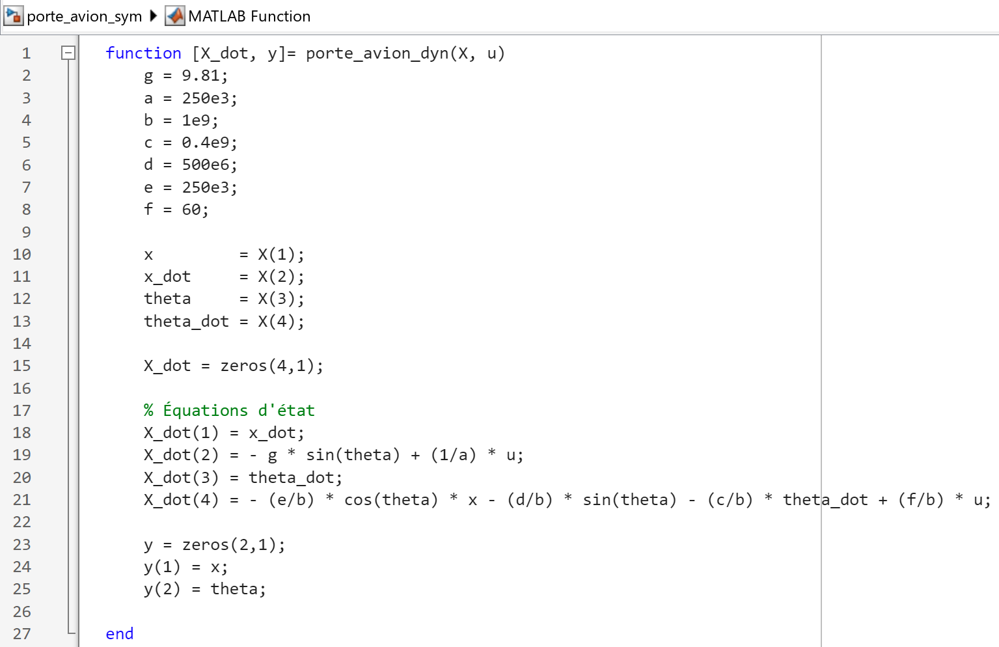 porte_avion_sym ▶ MATLAB Function
1 function [X_dot, y]= porte_avion_dyn(X, u)
2 g = 9.81;
3 a = 250e3;
4 b = 1e9;
5 c = 0.4e9;
6 d = 500e6;
7 e = 250e3;
8 f = 60;
9
10 x = X(1);
11 x_dot = X(2);
12 theta = X(3);
13 theta_dot = X(4);
14
15 X_dot = zeros(4,1);
16
17 % Équations d'état
18 X_dot(1) = x_dot;
19 X_dot(2) = - g * sin(theta) + (1/a) * u;
20 X_dot(3) = theta_dot;
21 X_dot(4) = - (e/b) * cos(theta) * x - (d/b) * sin(theta) - (c/b) * theta_dot + (f/b) * u;
22
23 y = zeros(2,1);
24 y(1) = x;
25 y(2) = theta;
26
27 end